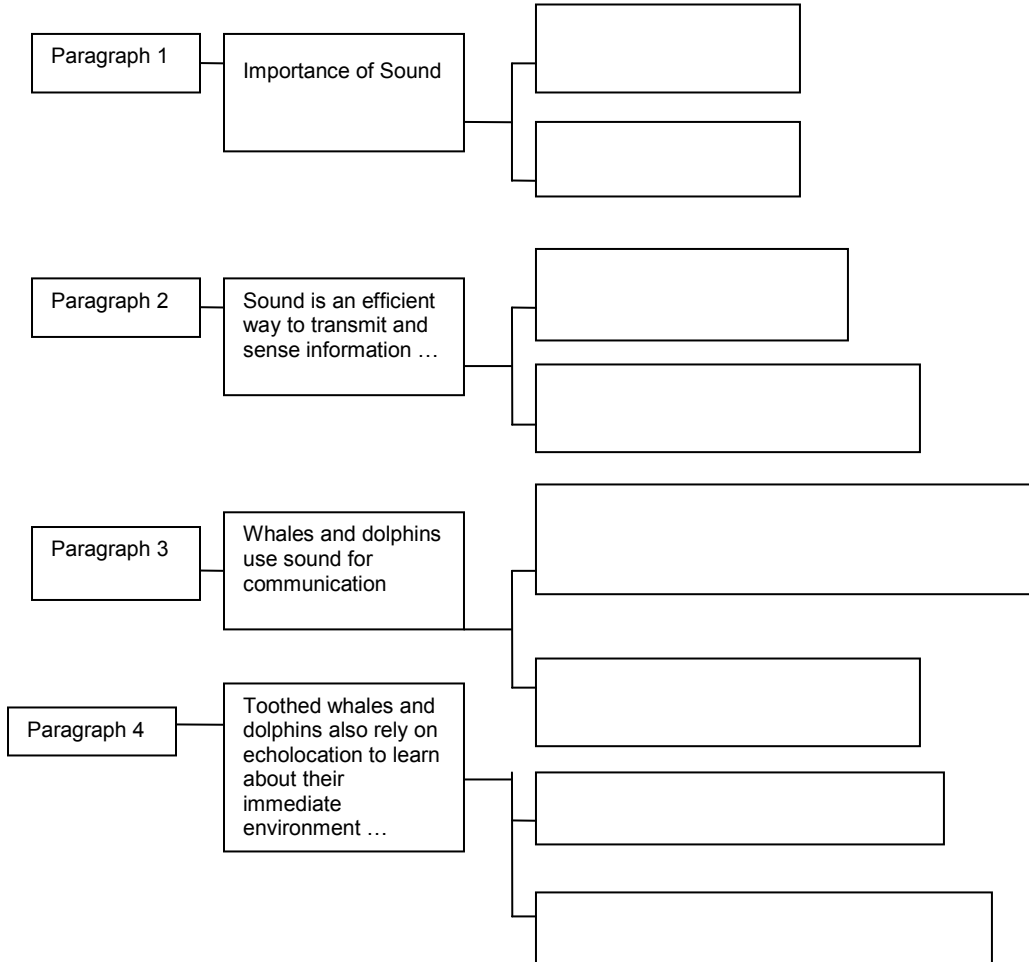 Paragraph 1
Importance of Sound
Paragraph 2
Sound is an efficient
way to transmit and
sense information …
Paragraph 3
Whales and dolphins
use sound for
communication
Paragraph 4
Toothed whales and
dolphins also rely on
echolocation to learn
about their
immediate
environment …